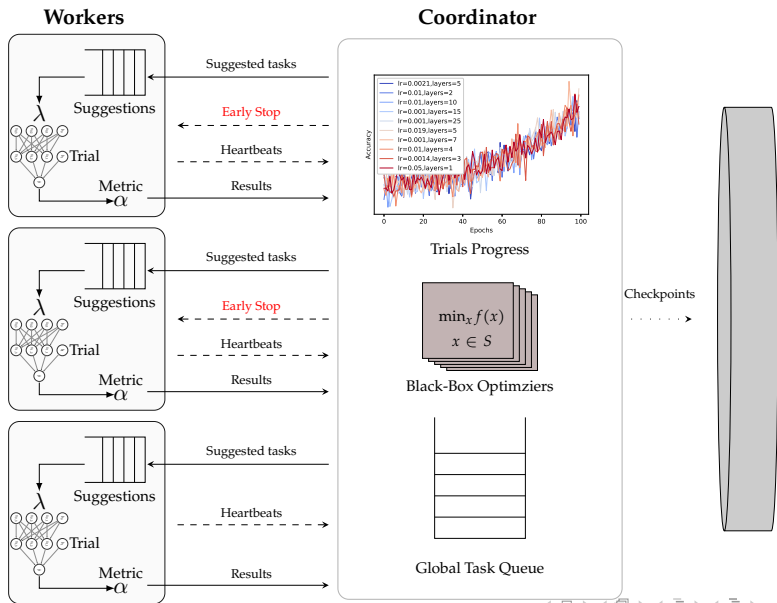 Workers
Coordinator
Suggestions
λ
Trial
Metric
α
Suggested tasks
Early Stop
Heartbeats
Results
Suggestions
λ
Trial
Metric
α
Suggested tasks
Early Stop
Heartbeats
Results
Suggestions
λ
Trial
Metric
α
Suggested tasks
Heartbeats
Results
lr=0.0021,layers=5
lr=0.01,layers=2
lr=0.01,layers=10
lr=0.001,layers=15
lr=0.001,layers=25
lr=0.019,layers=5
lr=0.001,layers=7
lr=0.01,layers=4
lr=0.0014,layers=3
lr=0.05,layers=1
Accuracy
0 20 40 60 80 100
Epochs
Trials Progress
minₓ f(x)
x ∈ S
Black-Box Optimziers
Global Task Queue
Checkpoints